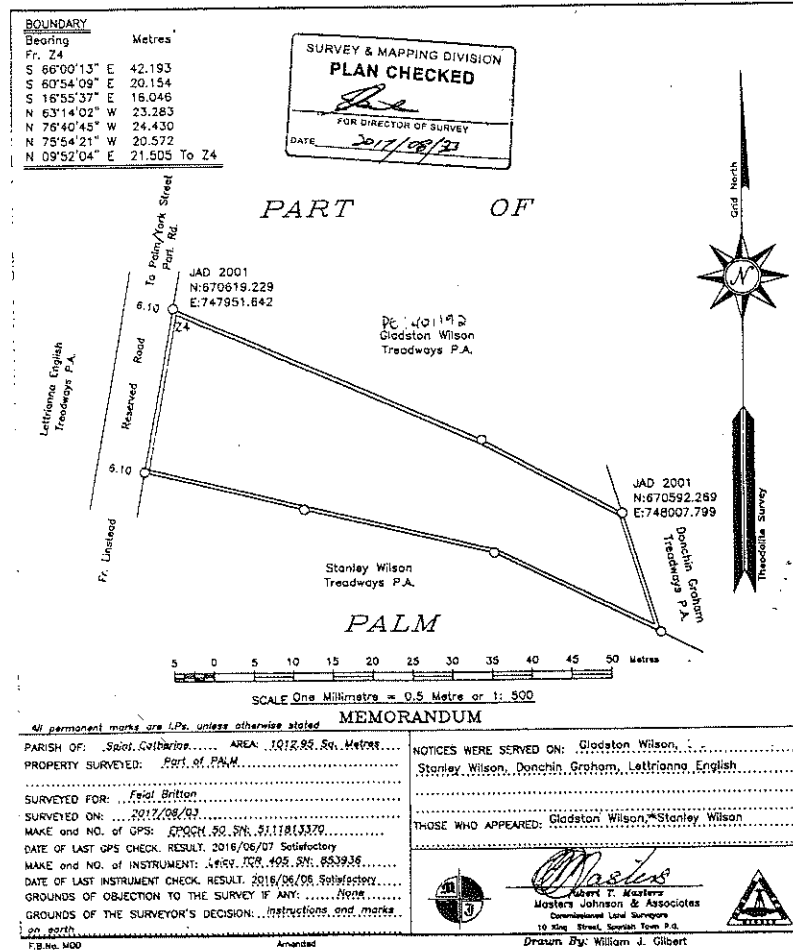 BOUNDARY
Bearing Metres
Fr. Z4
S 66°00'13" E 42.193
S 60°54'09" E 20.154
S 16°55'37" E 16.046
N 63°14'02" W 23.283
N 76°40'45" W 24.430
N 75°54'21" W 20.572
N 09°52'04" E 21.505 To Z4
SURVEY & MAPPING DIVISION
PLAN CHECKED
FOR DIRECTOR OF SURVEY
DATE 2017/08/23
PART OF
Grid North
N
Theodolite Survey
To Palm/York Street
Part. Rd.
JAD 2001
N:670619.229
E:747951.642
6.10
Z4
Lettrianna English
Treadways P.A.
Reserved Road
PE:401192
Gladston Wilson
Treadways P.A.
6.10
Fr. Linstead
JAD 2001
N:670592.269
E:748007.799
Donchin Graham
Treadways P.A.
Stanley Wilson
Treadways P.A.
PALM
5 0 5 10 15 20 25 30 35 40 45 50 Metres
SCALE One Millimetre = 0.5 Metre or 1: 500
MEMORANDUM
All permanent marks are I.Ps. unless otherwise stated
PARISH OF: Saint Catherine AREA: 1012.95 Sq. Metres
PROPERTY SURVEYED: Part of PALM
SURVEYED FOR: Feial Britton
SURVEYED ON: 2017/08/03
MAKE and NO. of GPS: EPOCH 50 SN: 5111813370
DATE OF LAST GPS CHECK. RESULT. 2016/06/07 Satisfactory
MAKE and NO. of INSTRUMENT: Leica TCR 405 SN: 853936
DATE OF LAST INSTRUMENT CHECK. RESULT. 2016/06/06 Satisfactory
GROUNDS OF OBJECTION TO THE SURVEY IF ANY: None
GROUNDS OF THE SURVEYOR'S DECISION: Instructions and marks
on earth
F.B.No. MOO Amended
NOTICES WERE SERVED ON: Gladston Wilson,
Stanley Wilson, Donchin Graham, Lettrianna English
THOSE WHO APPEARED: Gladston Wilson,*Stanley Wilson
Masters
Robert T. Masters
Masters Johnson & Associates
Commissioned Land Surveyors
10 King Street, Spanish Town P.O.
Drawn By: William J. Gilbert